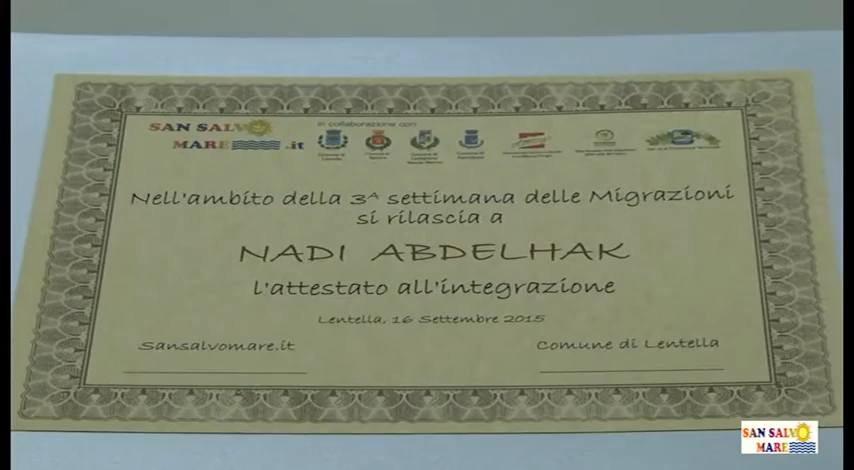 SAN SALVO
MARE .it
in collaborazione con
Nell'ambito della 3^ settimana delle Migrazioni
si rilascia a
NADI ABDELHAK
l'attestato all'integrazione
Lentella, 16 Settembre 2015
Sansalvomare.it
Comune di Lentella
SAN SALVO
MARE